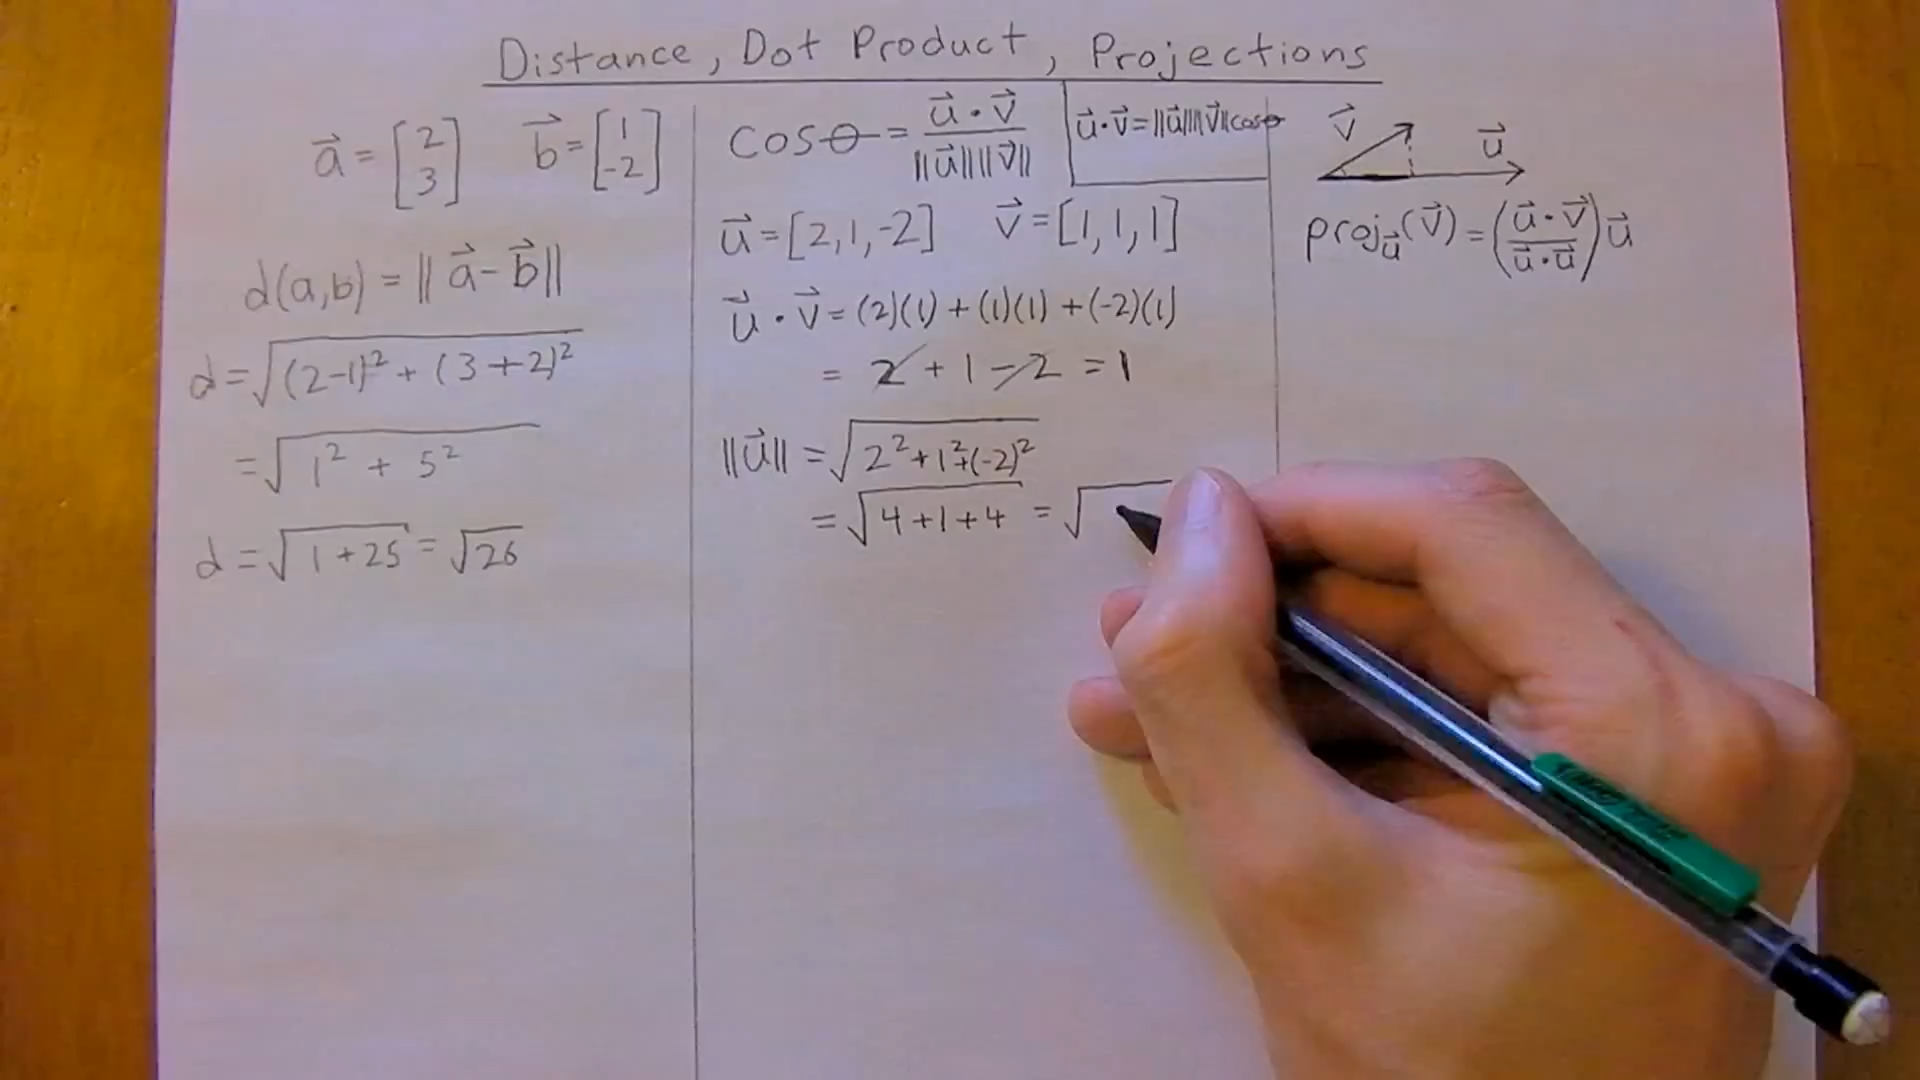 Distance, Dot Product, Projections
a⃗ = [2 3] b⃗ = [1 -2]
d(a,b) = || a⃗ - b⃗ ||
d = √((2-1)² + (3+2)²)
= √(1² + 5²)
d = √(1+25) = √26
cosθ = u⃗ · v⃗ / ||u⃗|| ||v⃗||
u⃗ · v⃗ = ||u⃗|| ||v⃗|| cosθ
u⃗ = [2, 1, -2] v⃗ = [1, 1, 1]
u⃗ · v⃗ = (2)(1) + (1)(1) + (-2)(1)
= 2 + 1 - 2 = 1
||u⃗|| = √(2² + 1² + (-2)²)
= √(4+1+4) = √
v⃗ u⃗
proj_u⃗(v⃗) = (u⃗ · v⃗ / u⃗ · u⃗) u⃗